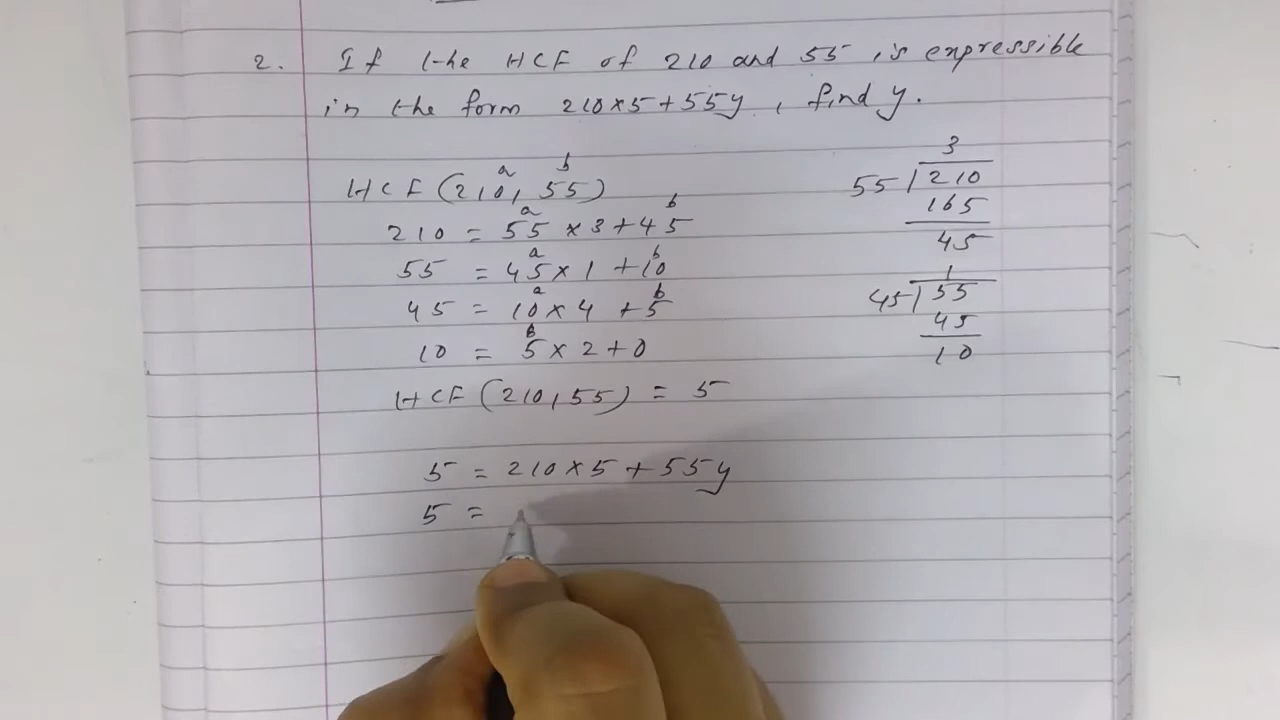 2. If the HCF of 210 and 55 is expressible
in the form 210×5+55y, find y.
a b
HCF (210, 55)
a b
210 = 55 × 3 + 45
a b
55 = 45 × 1 + 10
a b
45 = 10 × 4 + 5
B
10 = 5 × 2 + 0
HCF (210, 55) = 5
5 = 210 × 5 + 55y
5 =
3
55 ) 210
165
45
1
45 ) 55
45
10